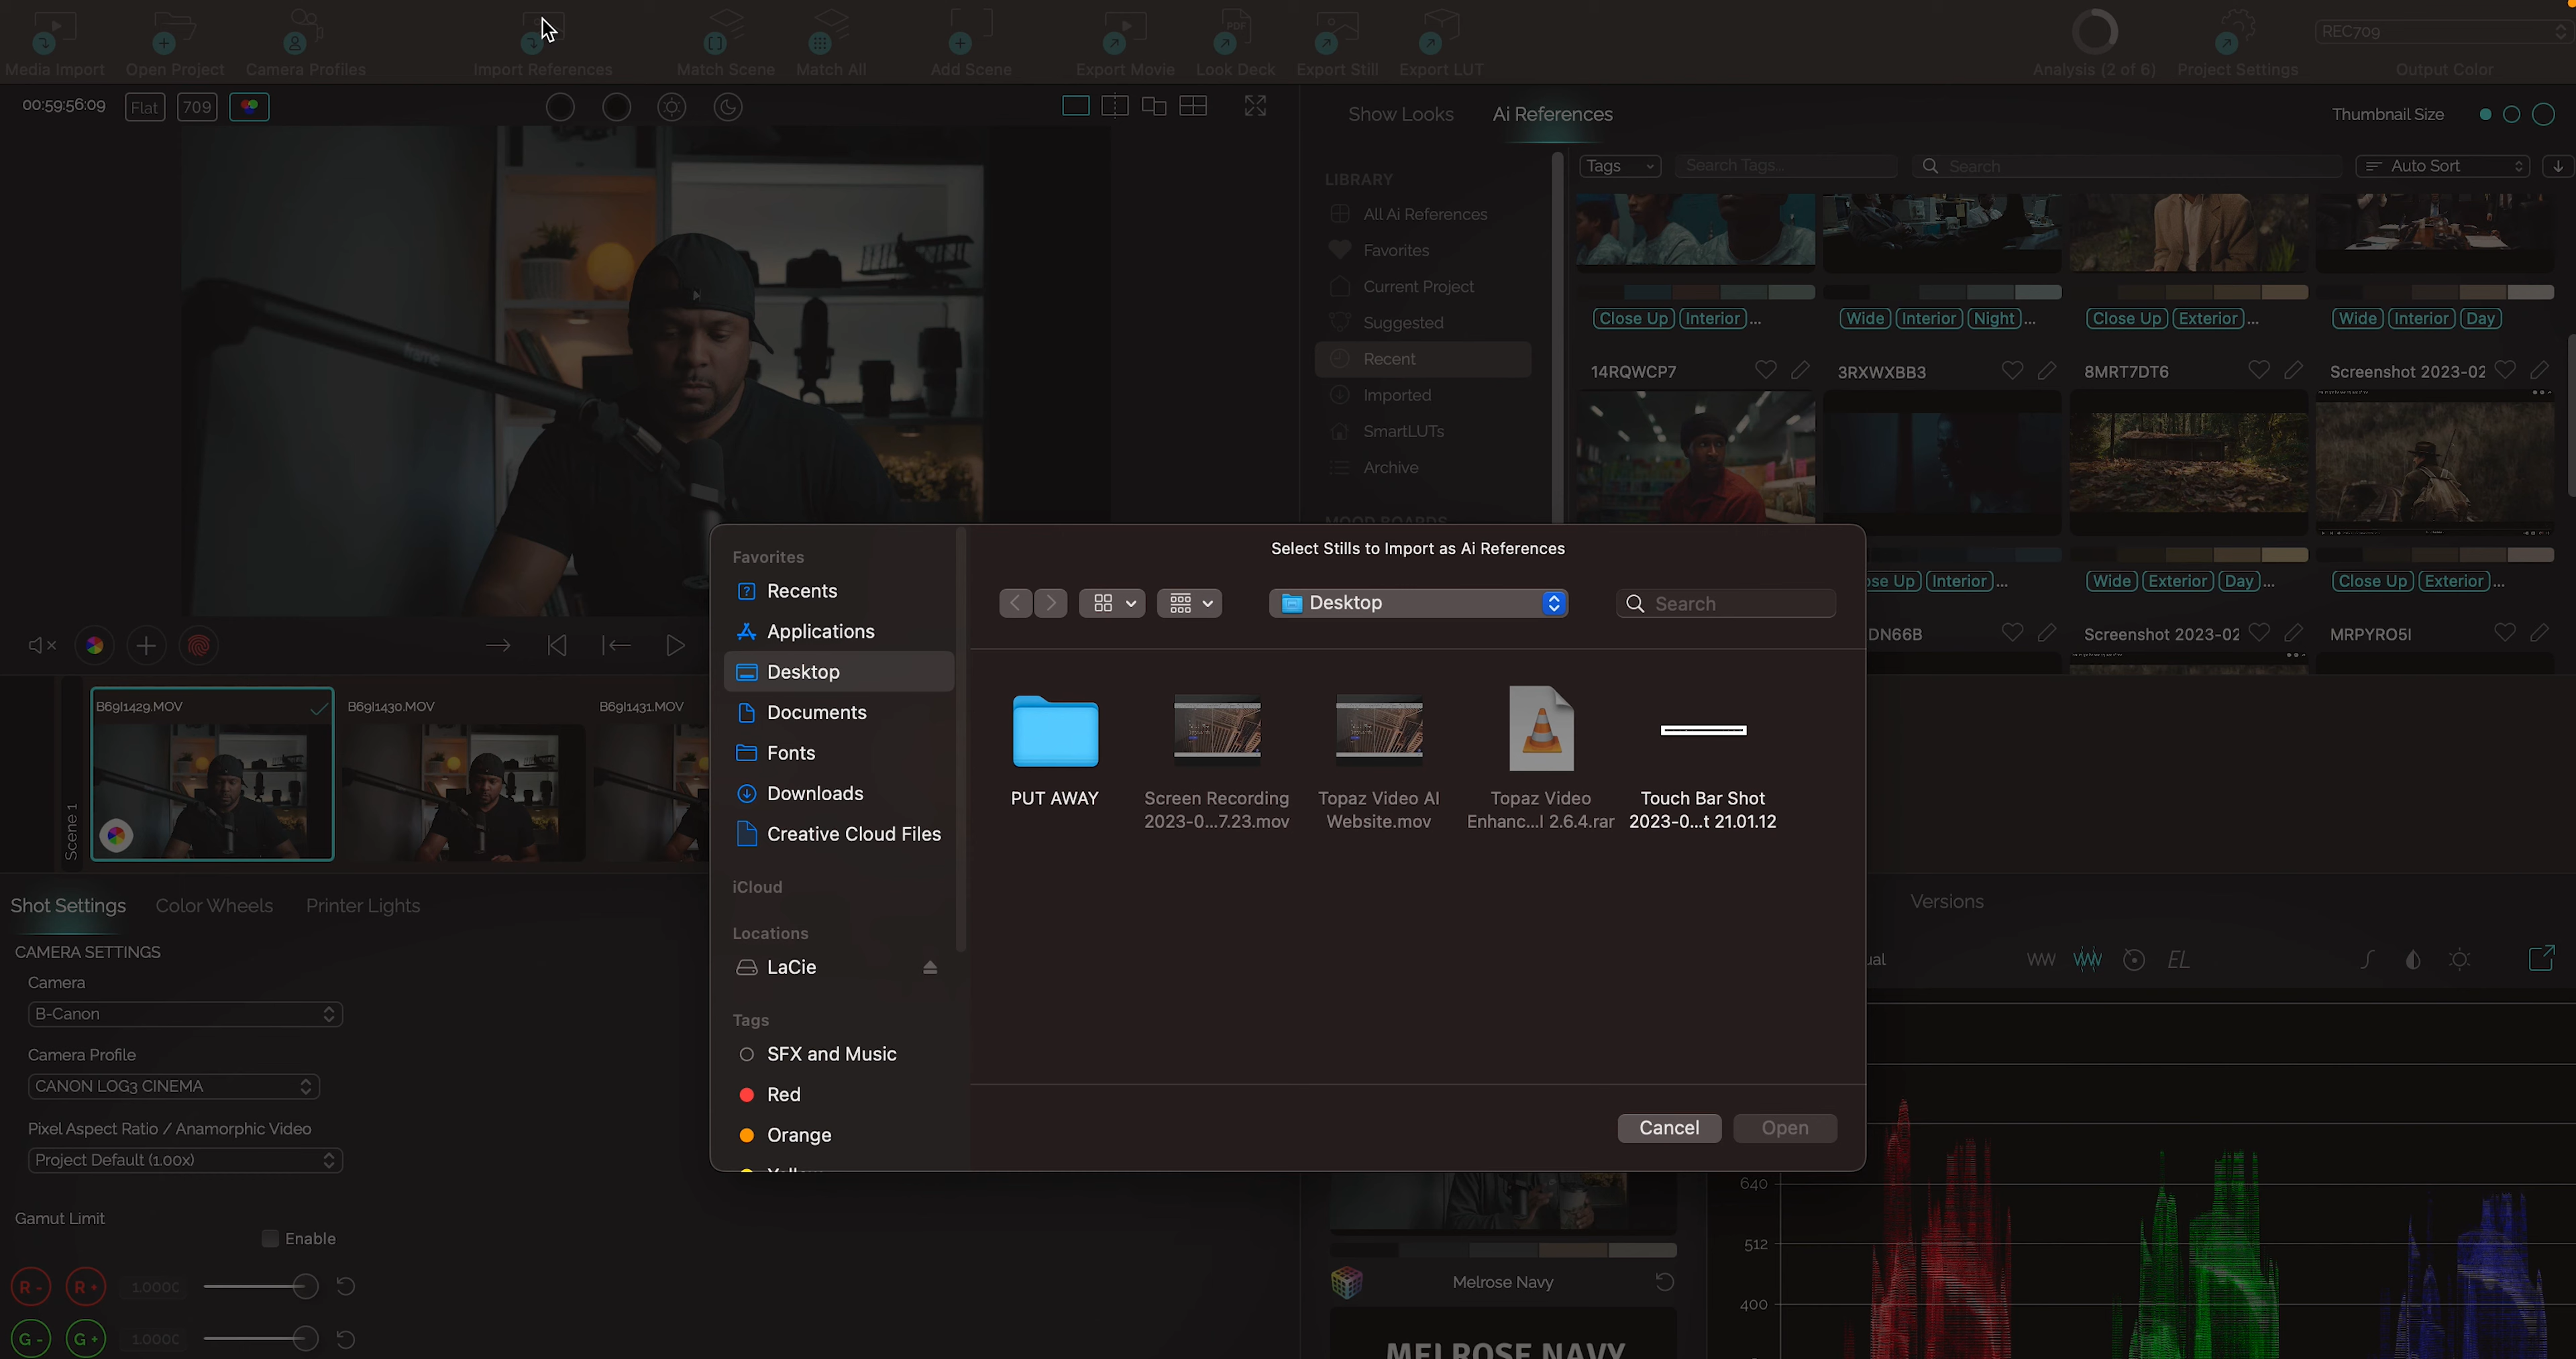 Media Import
Open Project
Camera Profiles
Import References
Match Scene
Match All
Add Scene
Export Movie
PDF
Look Deck
Export Still
Export LUT
Analysis (2 of 6)
Project Settings
REC709
Output Color
00:59:56:09
Flat
709
Show Looks
Ai References
Thumbnail Size
LIBRARY
All Ai References
Favorites
Current Project
Suggested
Recent
Imported
SmartLUTs
Archive
MOOD BOARDS
Tags
Search Tags...
Search
Auto Sort
Close Up Interior ...
Wide Interior Night ...
Close Up Exterior ...
Wide Interior Day
14RQWCP7
3RXWXBB3
8MRT7DT6
Screenshot 2023-02
Interior ...
Wide Exterior Day ...
Close Up Exterior ...
DN66B
Screenshot 2023-02
MRPYRO5I
B69I1429.MOV
B69I1430.MOV
B69I1431.MOV
Scene 1
Select Stills to Import as Ai References
Favorites
Recents
Applications
Desktop
Documents
Fonts
Downloads
Creative Cloud Files
iCloud
Locations
LaCie
Tags
SFX and Music
Red
Orange
Yellow
Desktop
Search
PUT AWAY
Screen Recording
2023-0...7.23.mov
Topaz Video AI
Website.mov
Topaz Video
Enhanc...l 2.6.4.rar
Touch Bar Shot
2023-0...t 21.01.12
Cancel
Open
Shot Settings
Color Wheels
Printer Lights
CAMERA SETTINGS
Camera
B-Canon
Camera Profile
CANON LOG3 CINEMA
Pixel Aspect Ratio / Anamorphic Video
Project Default (1.00x)
Gamut Limit
Enable
R -
R +
1.000C
G -
G +
1.000C
Versions
EL
Melrose Navy
MELROSE NAVY
640
512
400